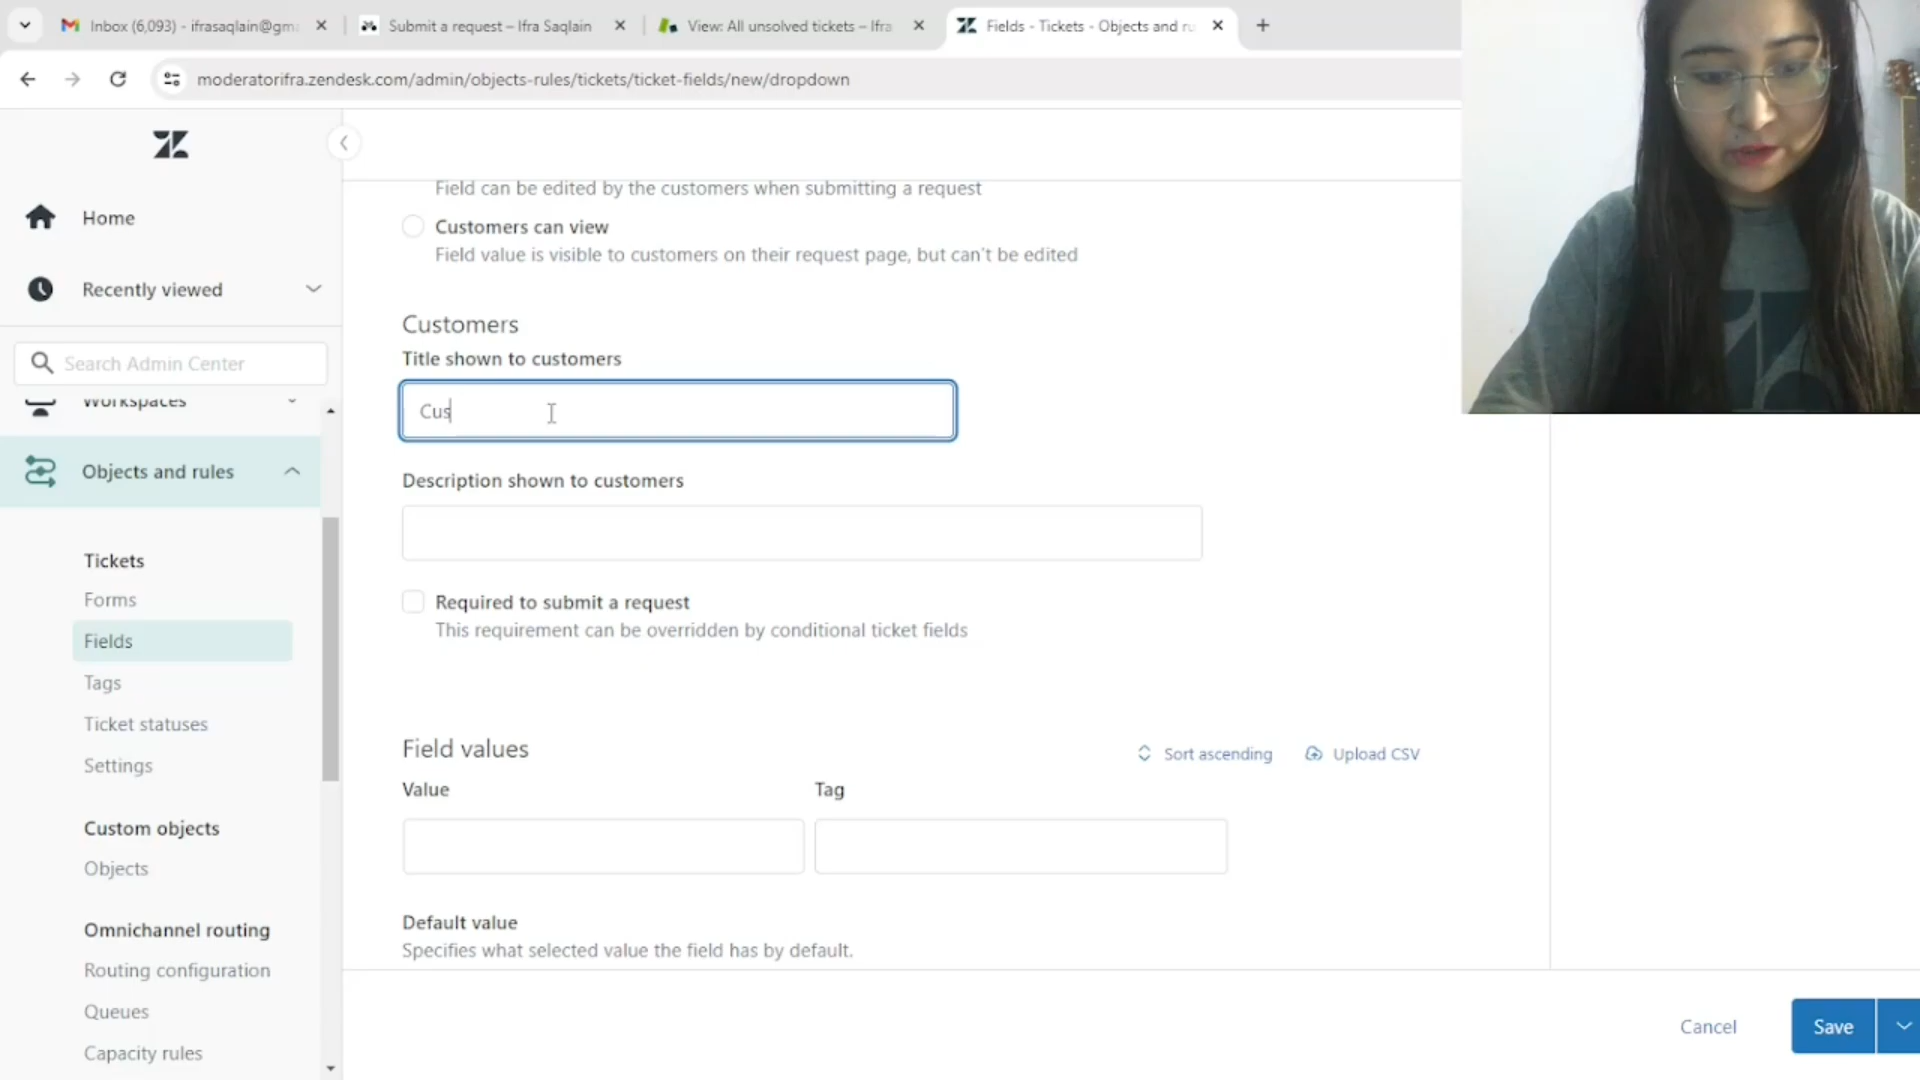 Inbox (6,093) - ifrasaqlain@gm
Submit a request – Ifra Saqlain
View: All unsolved tickets – Ifra
Fields - Tickets - Objects and ru
moderatorifra.zendesk.com/admin/objects-rules/tickets/ticket-fields/new/dropdown
Home
Recently viewed
Search Admin Center
Workspaces
Objects and rules
Tickets
Forms
Fields
Tags
Ticket statuses
Settings
Custom objects
Objects
Omnichannel routing
Routing configuration
Queues
Capacity rules
Field can be edited by the customers when submitting a request
Customers can view
Field value is visible to customers on their request page, but can't be edited
Customers
Title shown to customers
Cus
Description shown to customers
Required to submit a request
This requirement can be overridden by conditional ticket fields
Field values
Sort ascending
Upload CSV
Value
Tag
Default value
Specifies what selected value the field has by default.
Cancel
Save